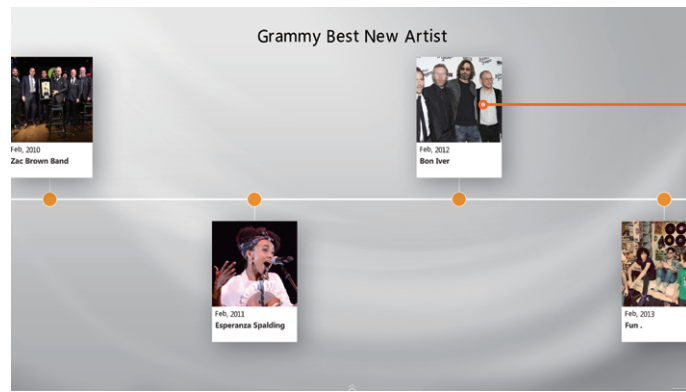 Grammy Best New Artist
Feb, 2010
Zac Brown Band
Feb, 2011
Esperanza Spalding
Feb, 2012
Bon Iver
Feb, 2013
Fun .